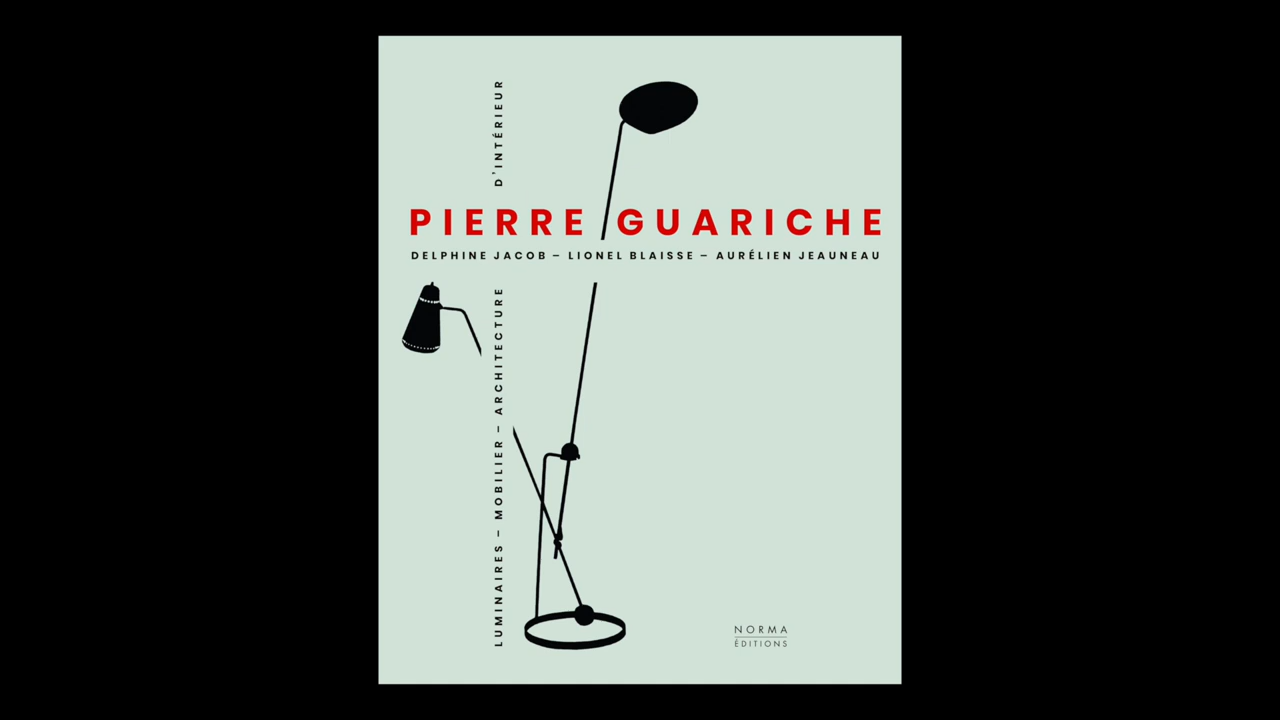 PIERRE GUARICHE
DELPHINE JACOB – LIONEL BLAISSE – AURÉLIEN JEAUNEAU
LUMINAIRES – MOBILIER – ARCHITECTURE D'INTÉRIEUR
NORMA
ÉDITIONS